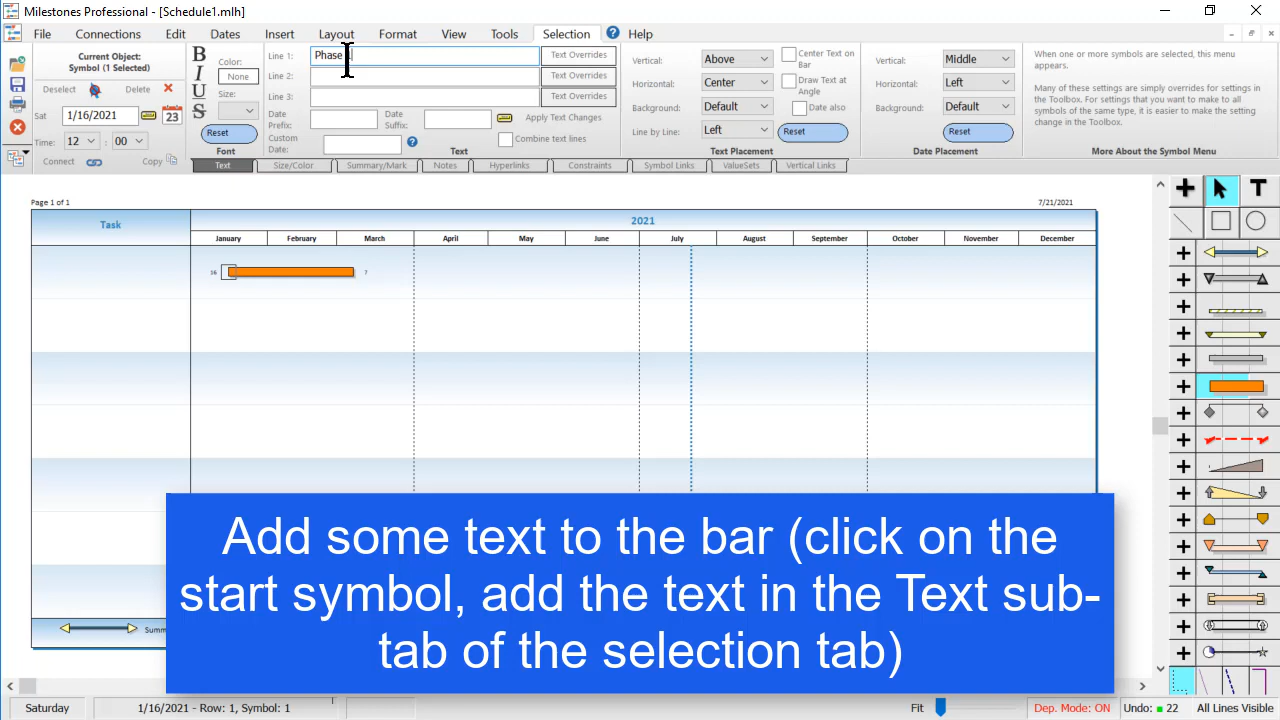 Milestones Professional - [Schedule1.mlh]
File Connections Edit Dates Insert Layout Format View Tools Selection Help
Current Object:
Symbol (1 Selected)
Deselect Delete
Sat 1/16/2021 23
Time: 12 : 00
Connect Copy
B
I
U
S
Color:
None
Size:
Reset
Font
Line 1: Phase Text Overrides
Line 2: Text Overrides
Line 3: Text Overrides
Date Prefix: Date Suffix: Apply Text Changes
Custom Date: Combine text lines
Text
Vertical: Above Center Text on Bar
Horizontal: Center Draw Text at Angle
Background: Default Date also
Line by Line: Left Reset
Text Placement
Vertical: Middle
Horizontal: Left
Background: Default
Reset
Date Placement
When one or more symbols are selected, this menu
appears.
Many of these settings are simply overrides for settings in
the Toolbox. For settings that you want to make to all
symbols of the same type, it is easier to make the setting
change in the Toolbox.
More About the Symbol Menu
Text Size/Color Summary/Mark Notes Hyperlinks Constraints Symbol Links ValueSets Vertical Links
Page 1 of 1 7/21/2021
Task 2021
January February March April May June July August September October November December
16 7
Add some text to the bar (click on the
start symbol, add the text in the Text sub-
tab of the selection tab)
Summ
Saturday 1/16/2021 - Row: 1, Symbol: 1 Fit Dep. Mode: ON Undo: 22 All Lines Visible
T